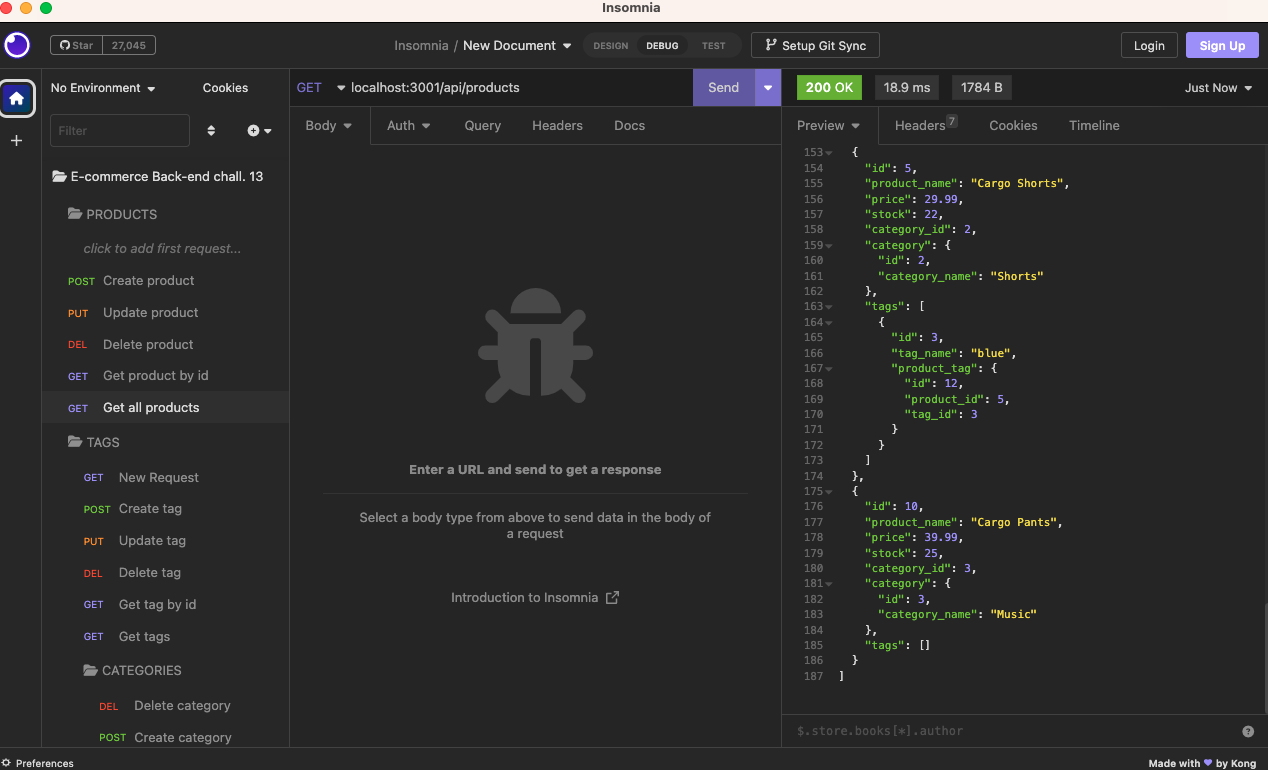 Insomnia
Star 27,045
Insomnia / New Document
DESIGN DEBUG TEST
Setup Git Sync
Login
Sign Up
No Environment
Cookies
Filter
E-commerce Back-end chall. 13
PRODUCTS
click to add first request...
POST Create product
PUT Update product
DEL Delete product
GET Get product by id
GET Get all products
TAGS
GET New Request
POST Create tag
PUT Update tag
DEL Delete tag
GET Get tag by id
GET Get tags
CATEGORIES
DEL Delete category
POST Create category
Preferences
GET localhost:3001/api/products
Send
Body Auth Query Headers Docs
Enter a URL and send to get a response
Select a body type from above to send data in the body of
a request
Introduction to Insomnia
200 OK 18.9 ms 1784 B
Just Now
Preview Headers 7 Cookies Timeline
153 {
154 "id": 5,
155 "product_name": "Cargo Shorts",
156 "price": 29.99,
157 "stock": 22,
158 "category_id": 2,
159 "category": {
160 "id": 2,
161 "category_name": "Shorts"
162 },
163 "tags": [
164 {
165 "id": 3,
166 "tag_name": "blue",
167 "product_tag": {
168 "id": 12,
169 "product_id": 5,
170 "tag_id": 3
171 }
172 }
173 ]
174 },
175 {
176 "id": 10,
177 "product_name": "Cargo Pants",
178 "price": 39.99,
179 "stock": 25,
180 "category_id": 3,
181 "category": {
182 "id": 3,
183 "category_name": "Music"
184 },
185 "tags": []
186 }
187 ]
$.store.books[*].author
?
Made with by Kong